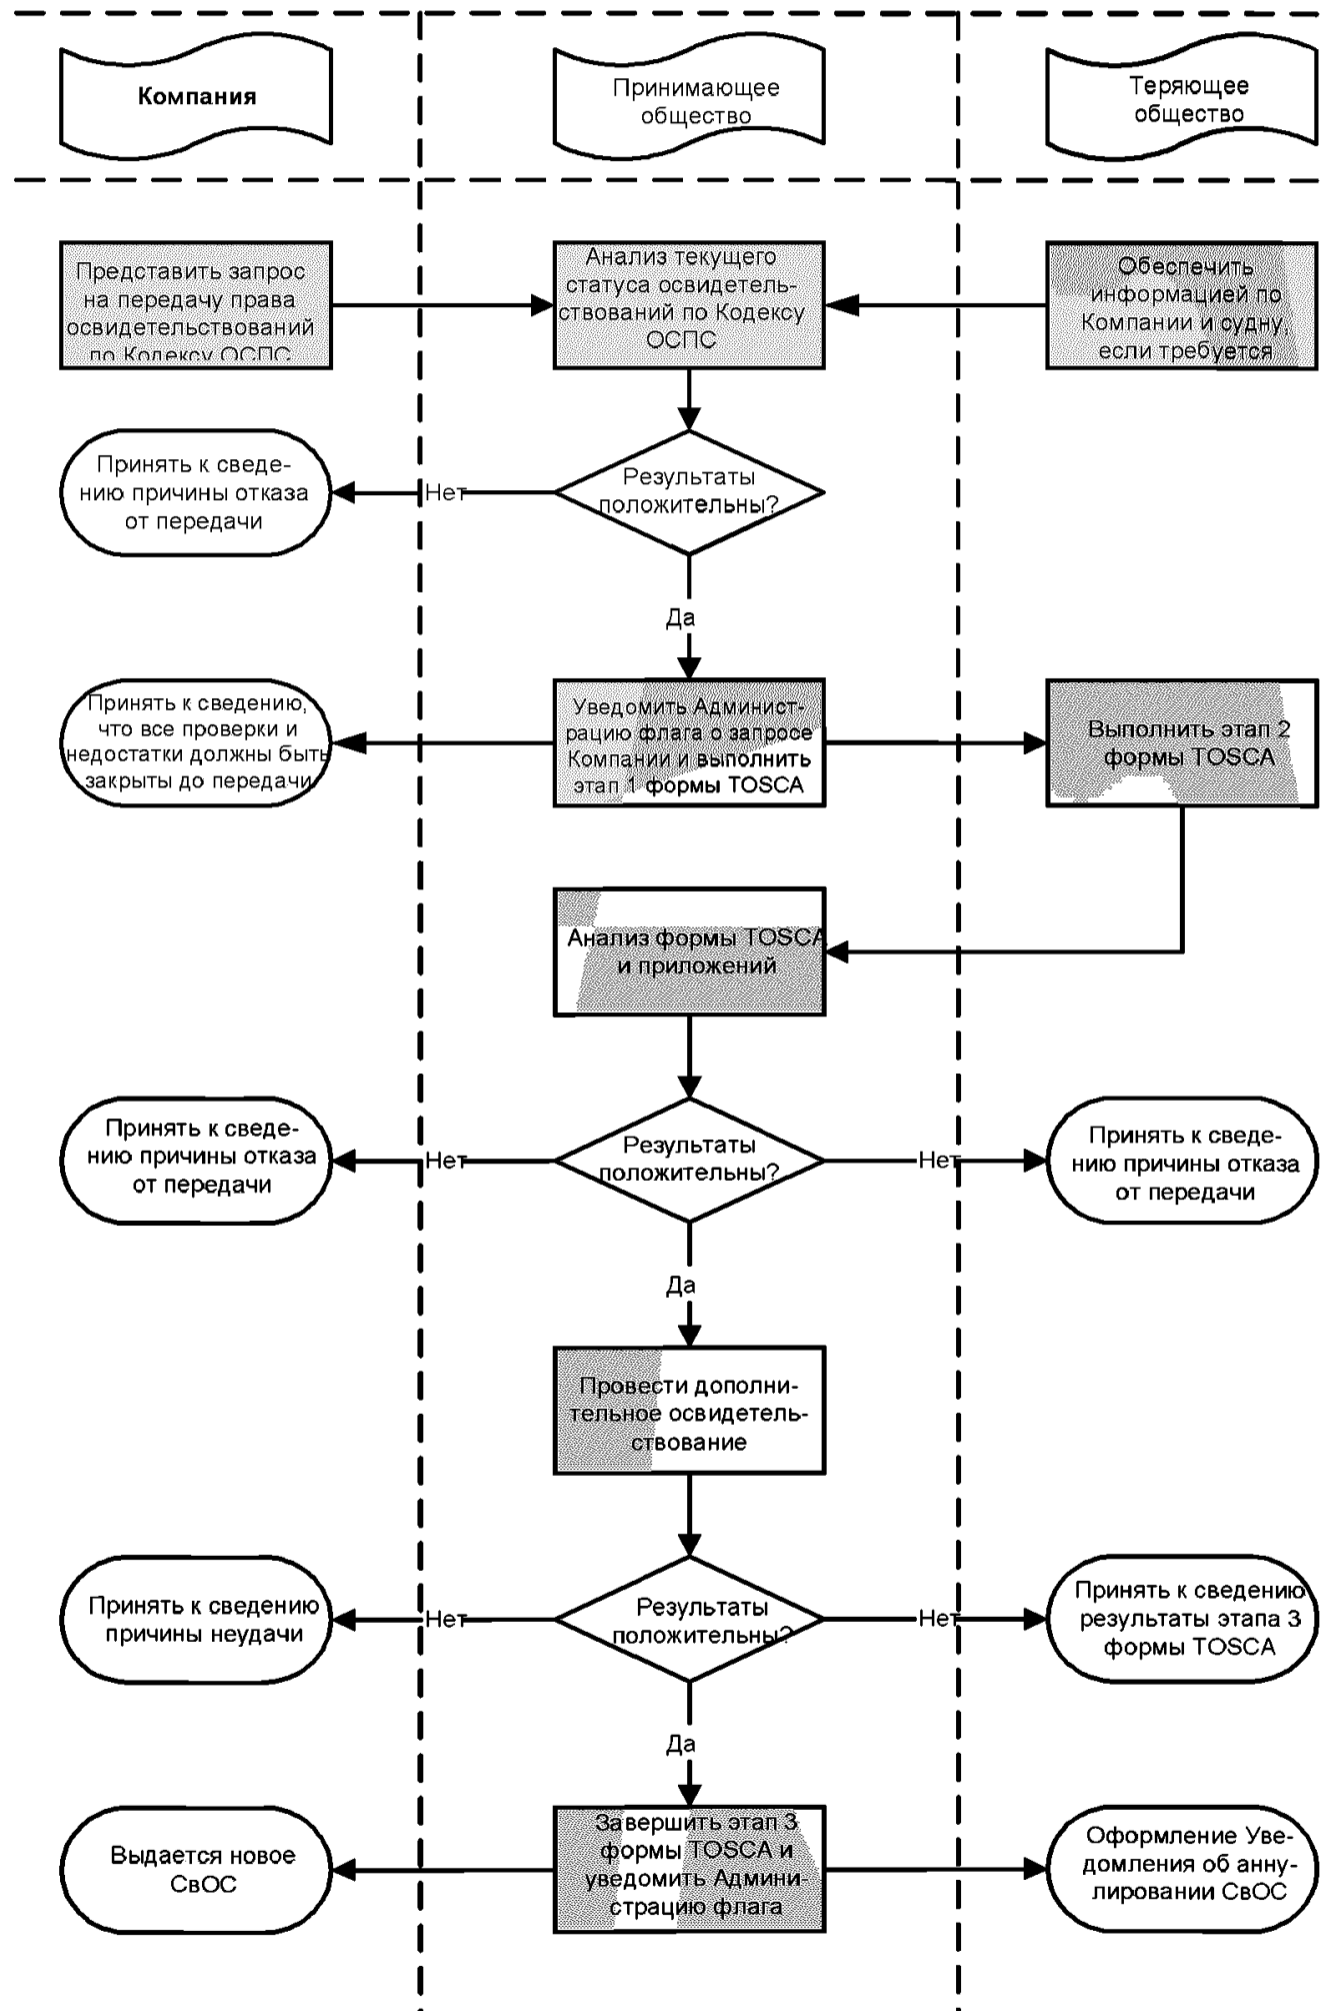 Компания
Принимающее
общество
Теряющее
общество
Представить запрос
на передачу права
освидетельствований
по Кодексу ОСПС
Анализ текущего
статуса освидетель-
ствований по Кодексу
ОСПС
Обеспечить
информацией по
Компании и судну,
если требуется
Принять к сведе-
нию причины отказа
от передачи
Нет
Результаты
положительны?
Да
Принять к сведению,
что все проверки и
недостатки должны быть
закрыты до передачи
Уведомить Админист-
рацию флага о запросе
Компании и выполнить
этап 1 формы TOSCA
Выполнить этап 2
формы TOSCA
Анализ формы TOSCA
и приложений
Принять к сведе-
нию причины отказа
от передачи
Нет
Результаты
положительны?
Нет
Принять к сведе-
нию причины отказа
от передачи
Да
Провести дополни-
тельное освидетель-
ствование
Принять к сведению
причины неудачи
Нет
Результаты
положительны?
Нет
Принять к сведению
результаты этапа 3
формы TOSCA
Да
Выдается новое
СвОС
Завершить этап 3
формы TOSCA и
уведомить Админи-
страцию флага
Оформление Уве-
домления об анну-
лировании СвОС